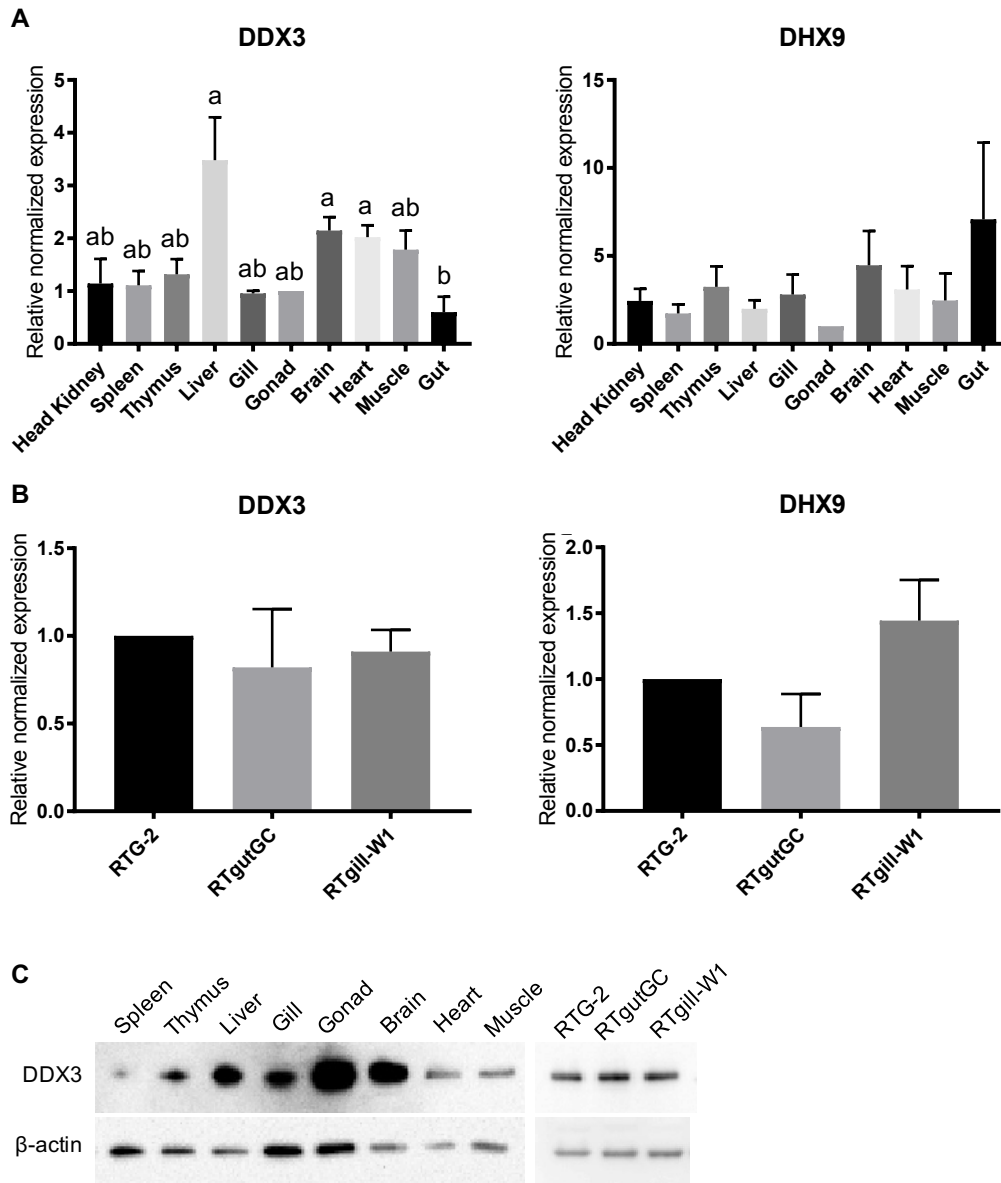 A
DDX3
DHX9
Relative normalized expression
5
4
3
2
1
0
ab
ab
ab
a
ab
ab
a
a
ab
b
Head Kidney
Spleen
Thymus
Liver
Gill
Gonad
Brain
Heart
Muscle
Gut
Relative normalized expression
15
10
5
0
Head Kidney
Spleen
Thymus
Liver
Gill
Gonad
Brain
Heart
Muscle
Gut
B
DDX3
DHX9
Relative normalized expression
1.5
1.0
0.5
0.0
RTG-2
RTgutGC
RTgill-W1
Relative normalized expression
2.0
1.5
1.0
0.5
0.0
RTG-2
RTgutGC
RTgill-W1
C
Spleen
Thymus
Liver
Gill
Gonad
Brain
Heart
Muscle
RTG-2
RTgutGC
RTgill-W1
DDX3
β-actin